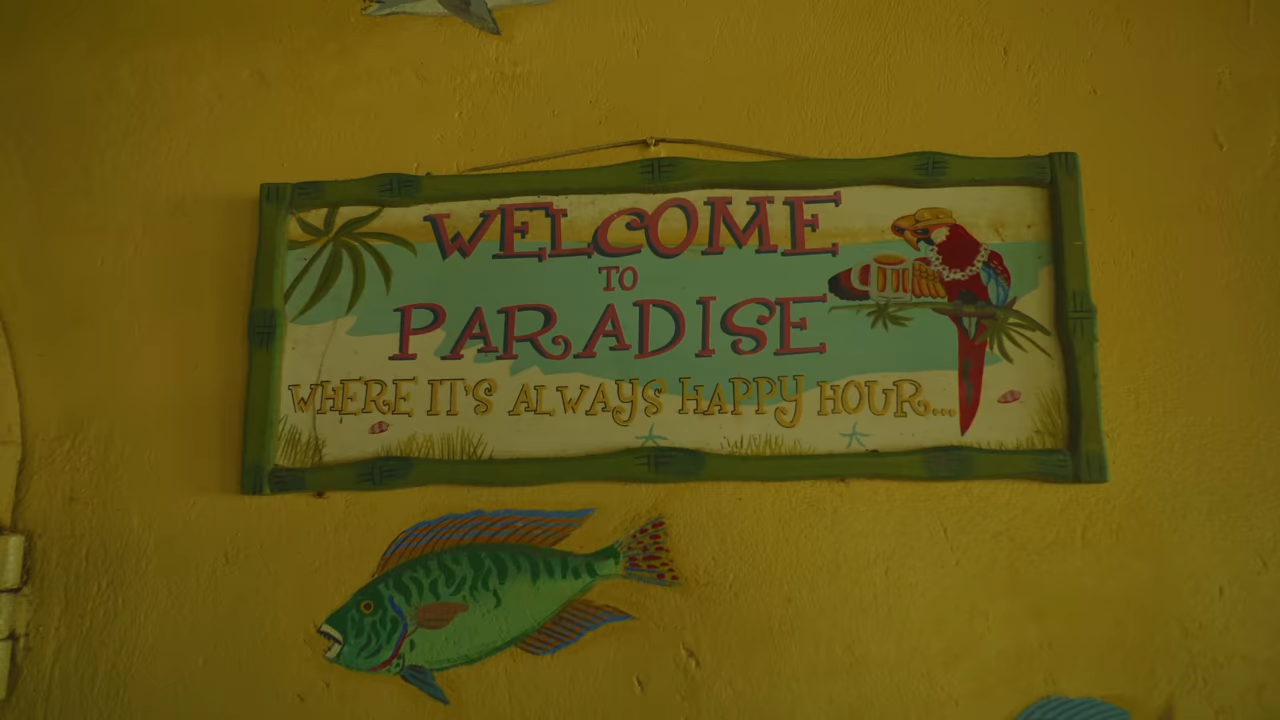 WELCOME
TO
PARADISE
WHERE IT'S ALWAYS HAPPY HOUR...